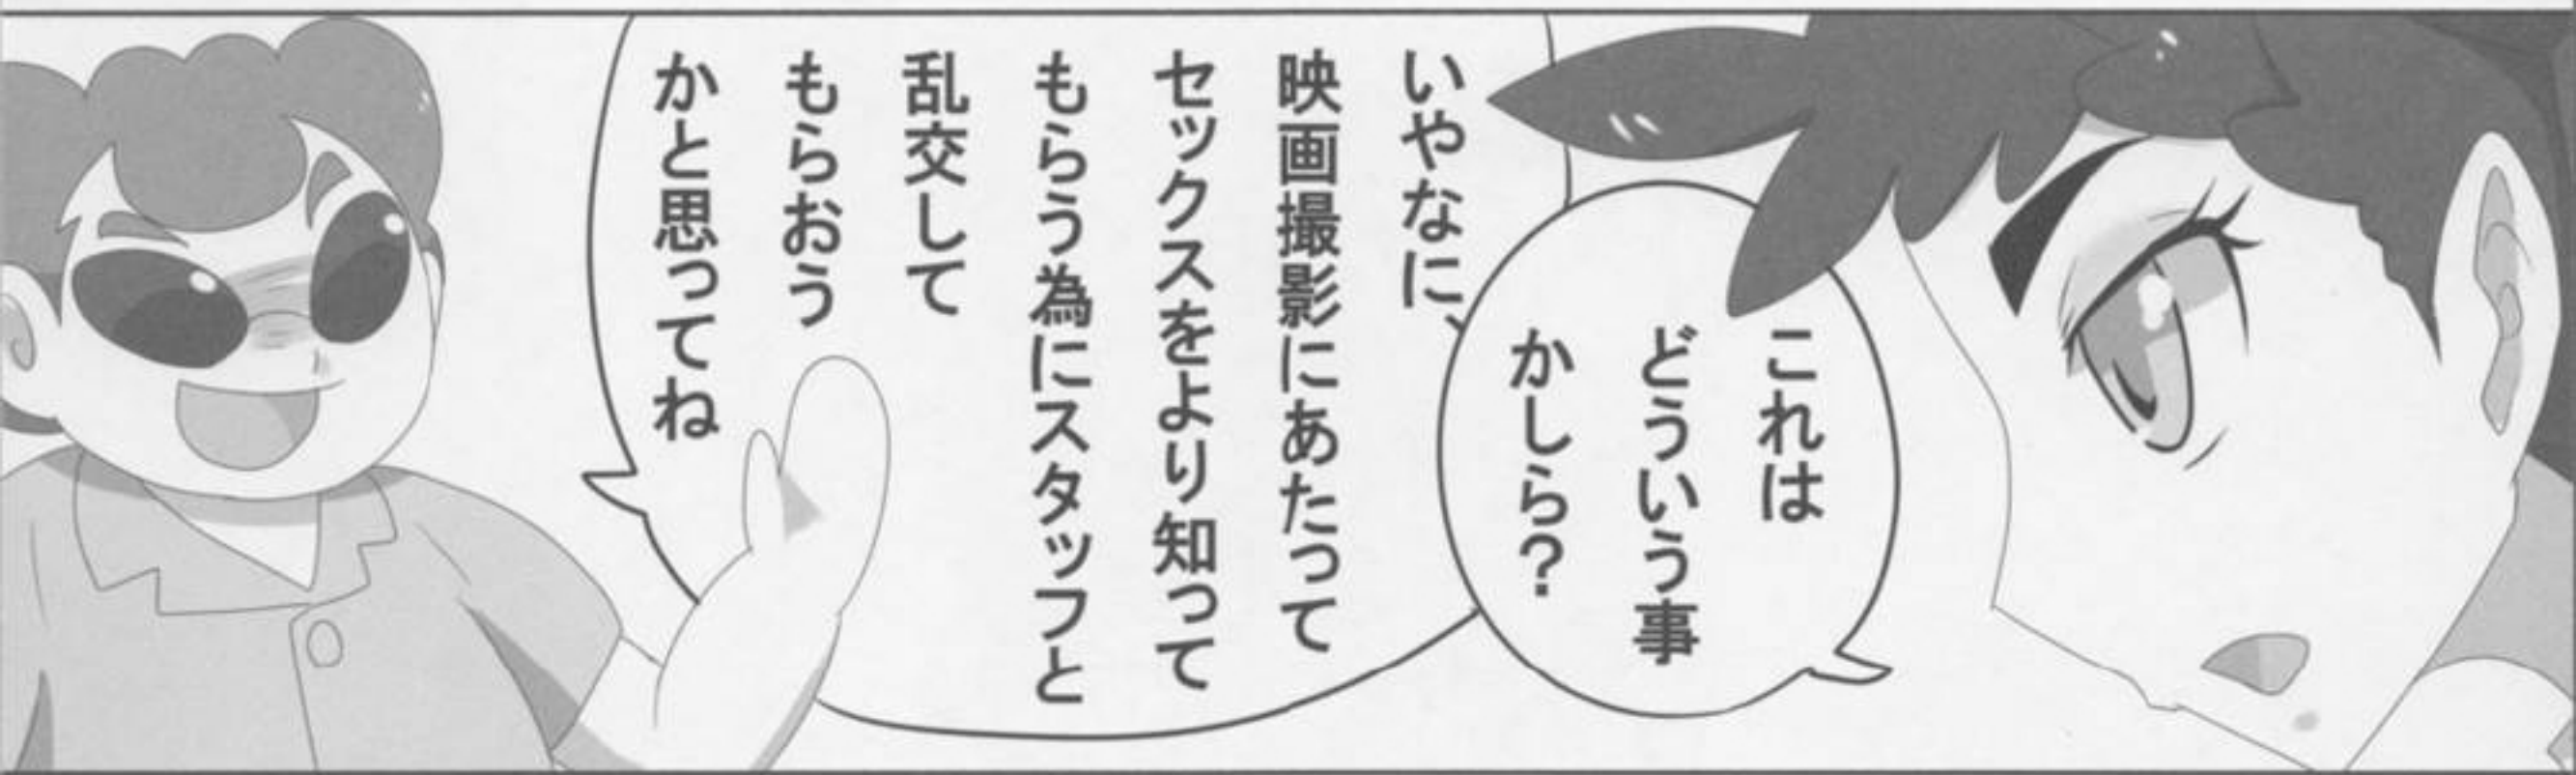 これは
どういう事
かしら？
いやなに、
映画撮影にあたって
セックスをより知って
もらう為にスタッフと
乱交して
もらおう
かと思ってね